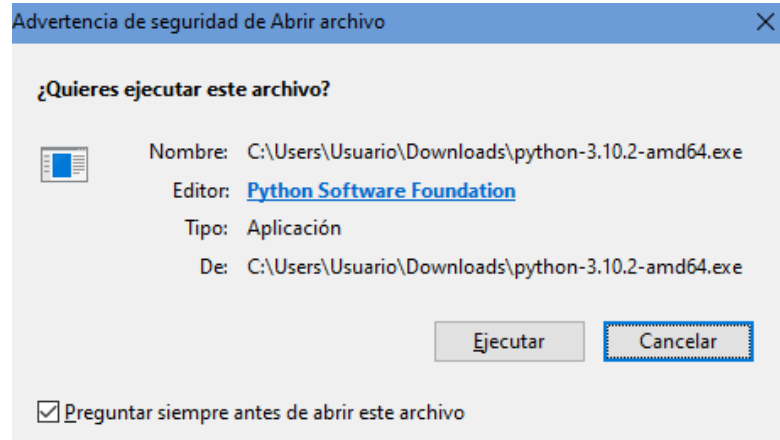 Advertencia de seguridad de Abrir archivo
¿Quieres ejecutar este archivo?
Nombre: C:\Users\Usuario\Downloads\python-3.10.2-amd64.exe
Editor: Python Software Foundation
Tipo: Aplicación
De: C:\Users\Usuario\Downloads\python-3.10.2-amd64.exe
Ejecutar Cancelar
Preguntar siempre antes de abrir este archivo